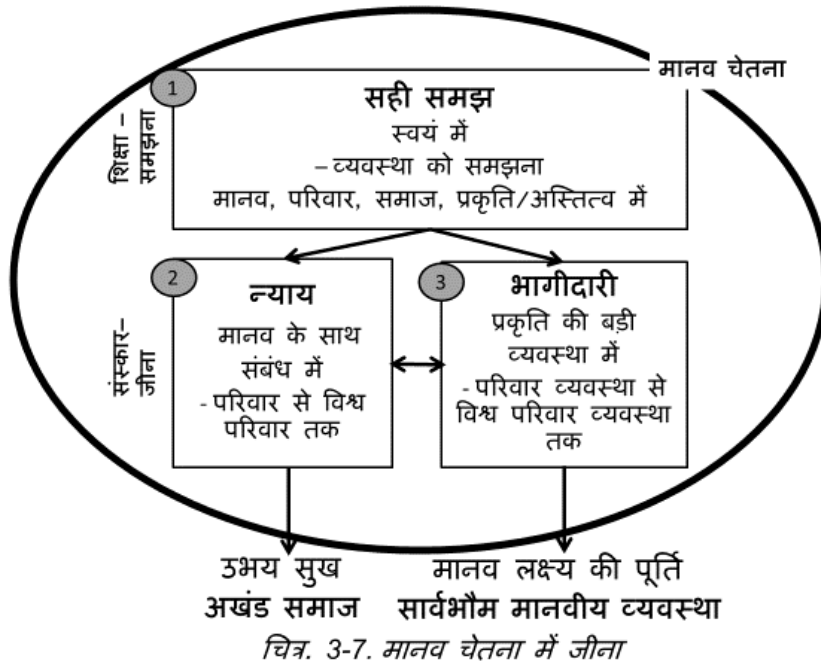 मानव चेतना
1
सही समझ
स्वयं में
– व्यवस्था को समझना
मानव, परिवार, समाज, प्रकृति/अस्तित्व में
शिक्षा –
समझना
2
न्याय
मानव के साथ
संबंध में
- परिवार से विश्व
परिवार तक
3
भागीदारी
प्रकृति की बड़ी
व्यवस्था में
- परिवार व्यवस्था से
विश्व परिवार व्यवस्था
तक
संस्कार–
जीना
उभय सुख
अखंड समाज
मानव लक्ष्य की पूर्ति
सार्वभौम मानवीय व्यवस्था
चित्र. 3-7. मानव चेतना में जीना